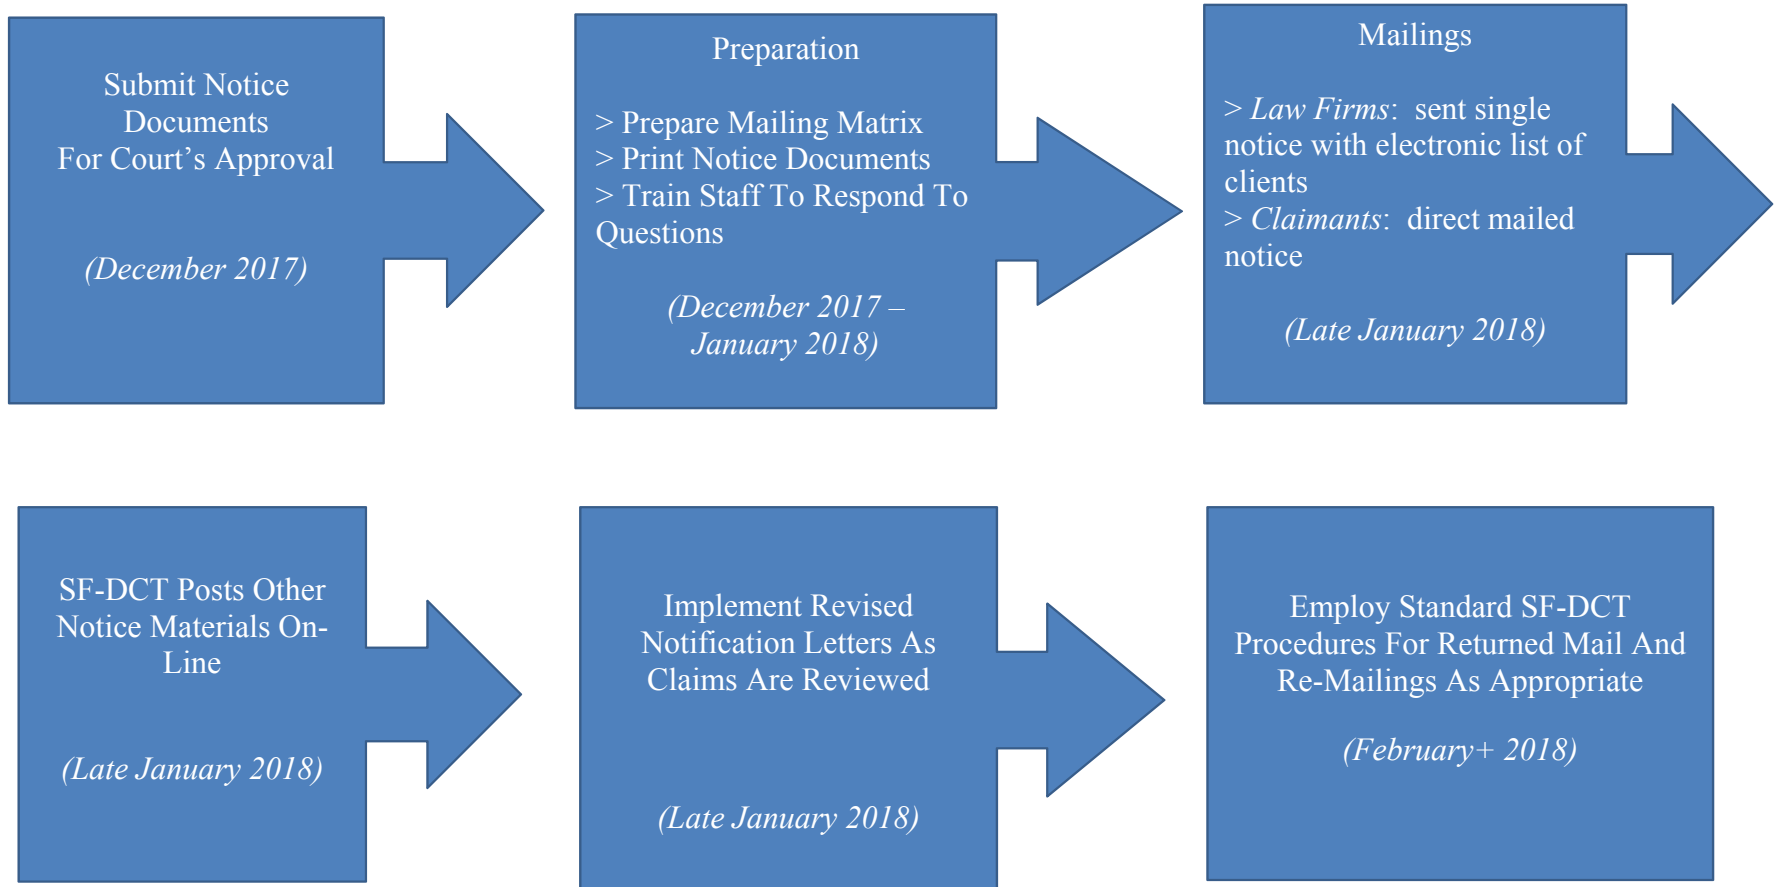 Submit Notice
Documents
For Court’s Approval
(December 2017)
Preparation
> Prepare Mailing Matrix
> Print Notice Documents
> Train Staff To Respond To
Questions
(December 2017 –
January 2018)
Mailings
> Law Firms:  sent single
notice with electronic list of
clients
> Claimants:  direct mailed
notice
(Late January 2018)
SF-DCT Posts Other
Notice Materials On-
Line
(Late January 2018)
Implement Revised
Notification Letters As
Claims Are Reviewed
(Late January 2018)
Employ Standard SF-DCT
Procedures For Returned Mail And
Re-Mailings As Appropriate
(February+ 2018)